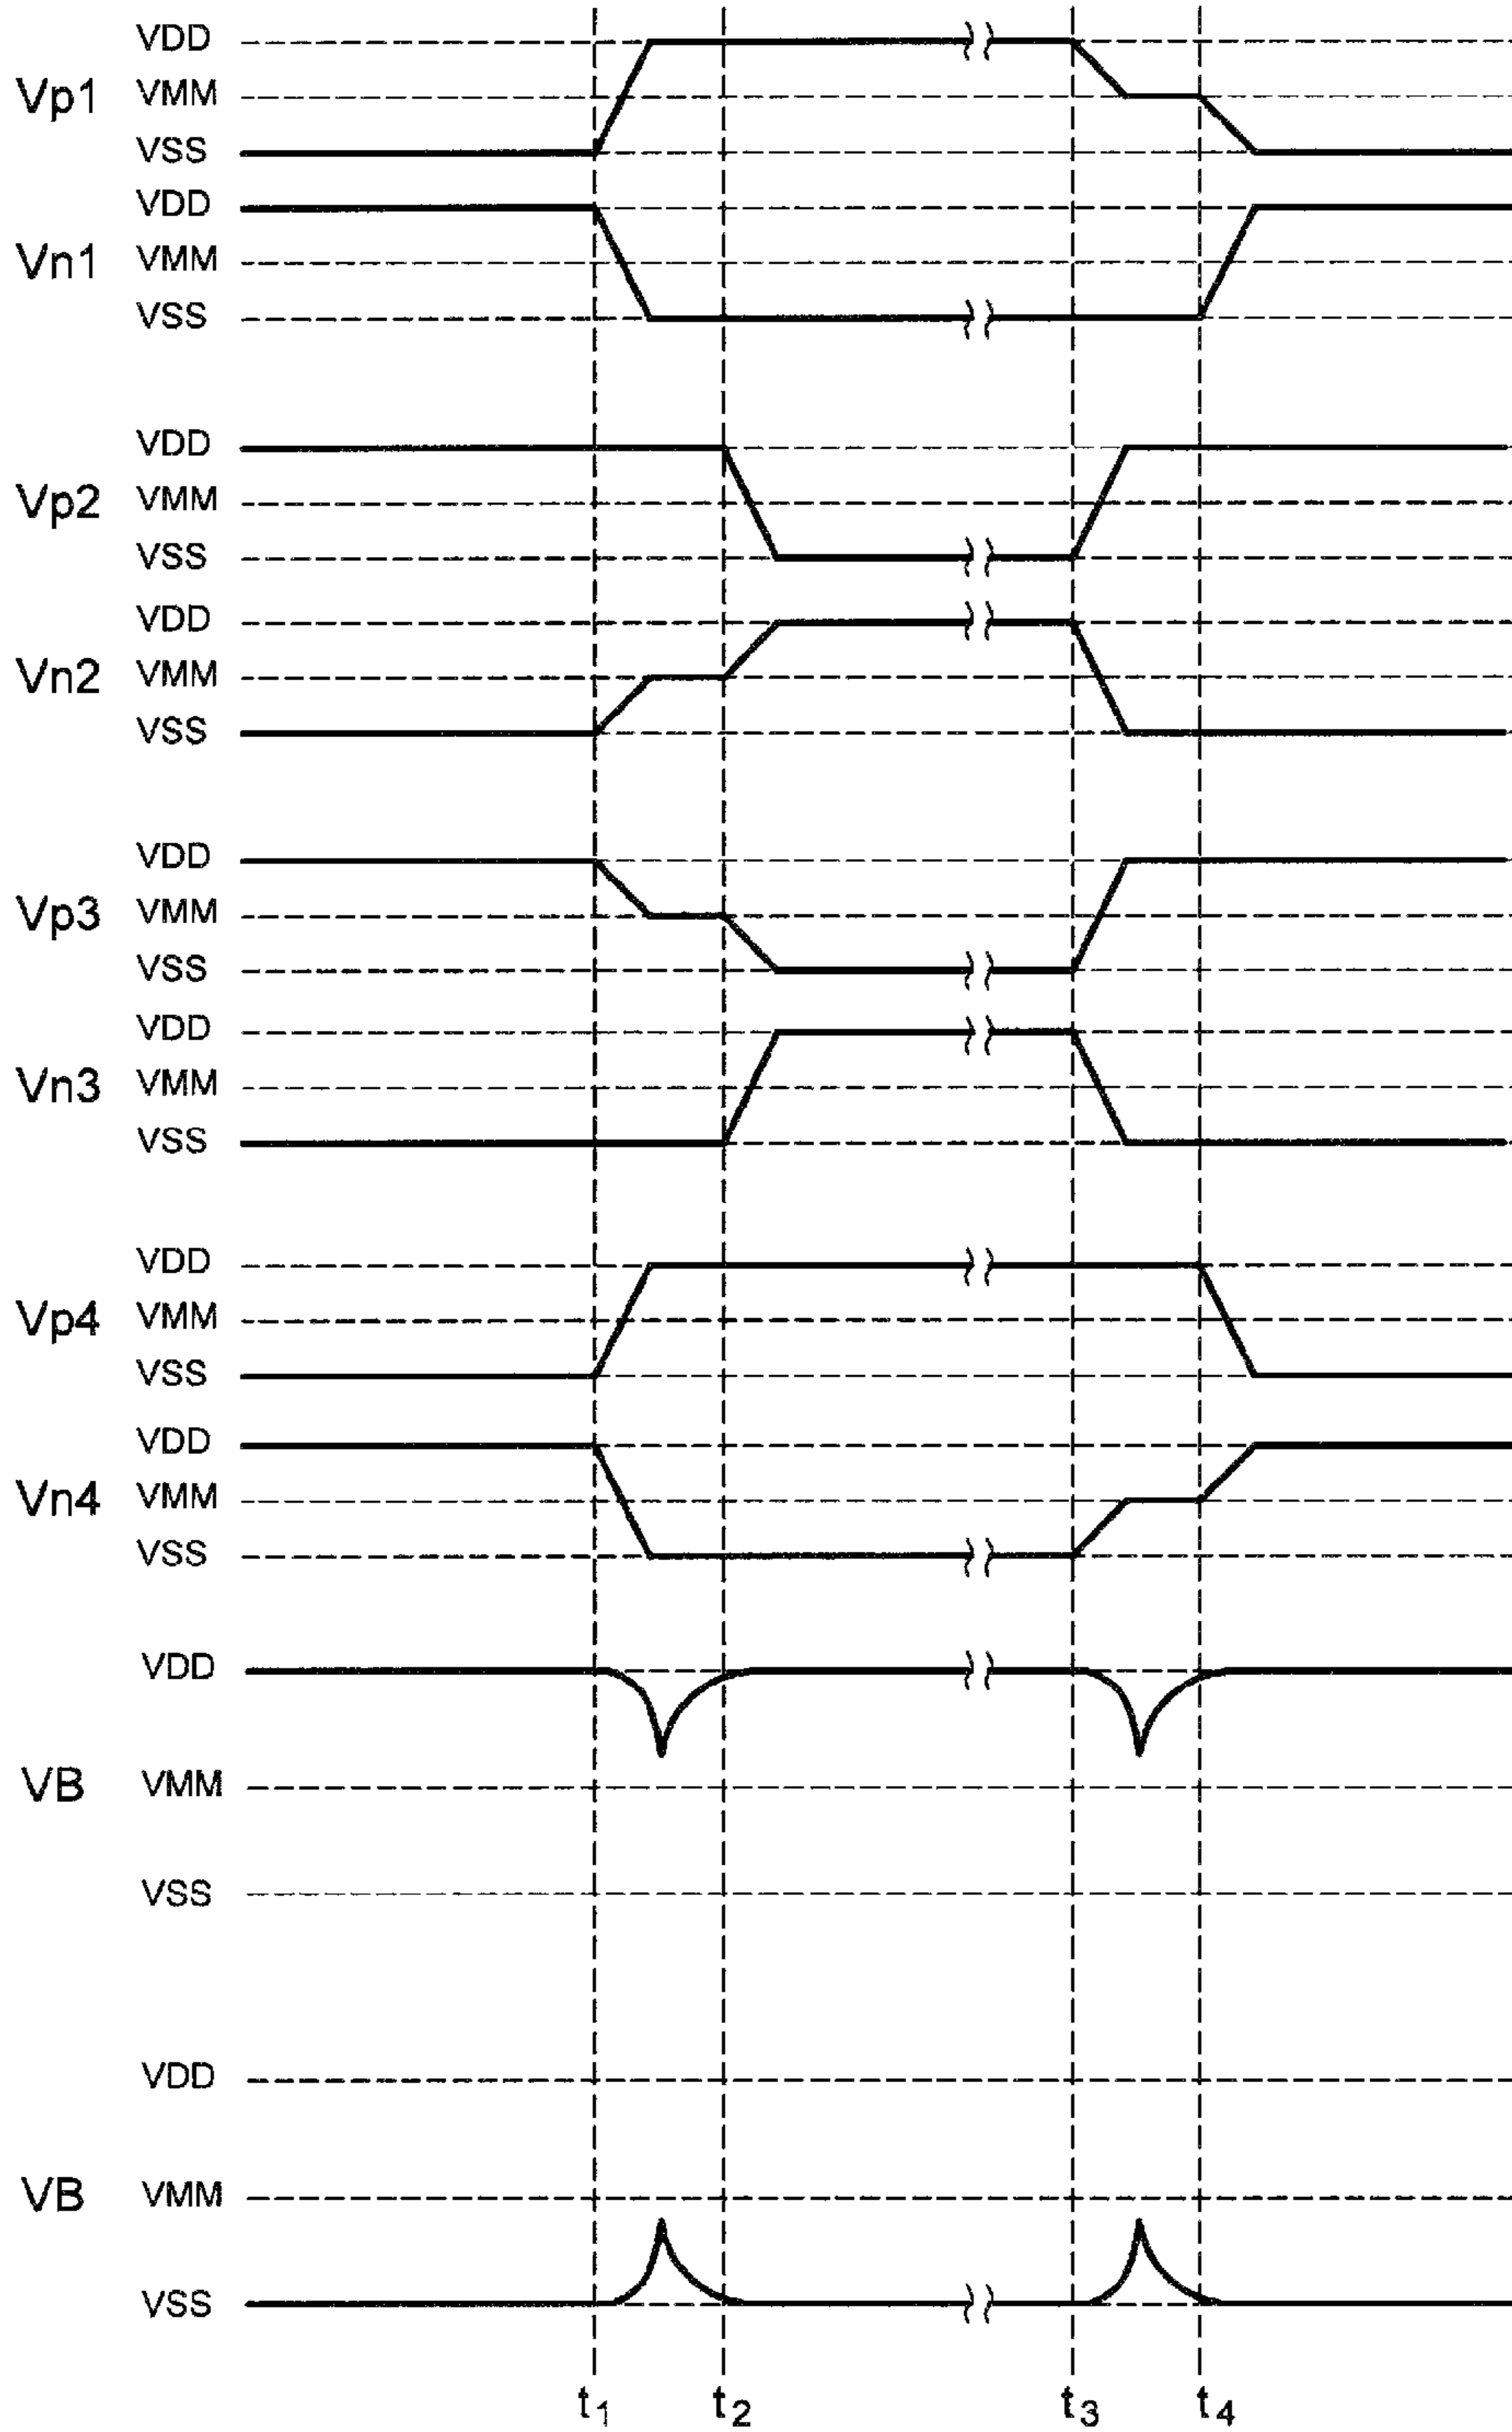 VDD
Vp1 VMM
VSS
VDD
Vn1 VMM
VSS
VDD
Vp2 VMM
VSS
VDD
Vn2 VMM
VSS
VDD
Vp3 VMM
VSS
VDD
Vn3 VMM
VSS
VDD
Vp4 VMM
VSS
VDD
Vn4 VMM
VSS
VDD
VB VMM
VSS
VDD
VB VMM
VSS
t1 t2 t3 t4